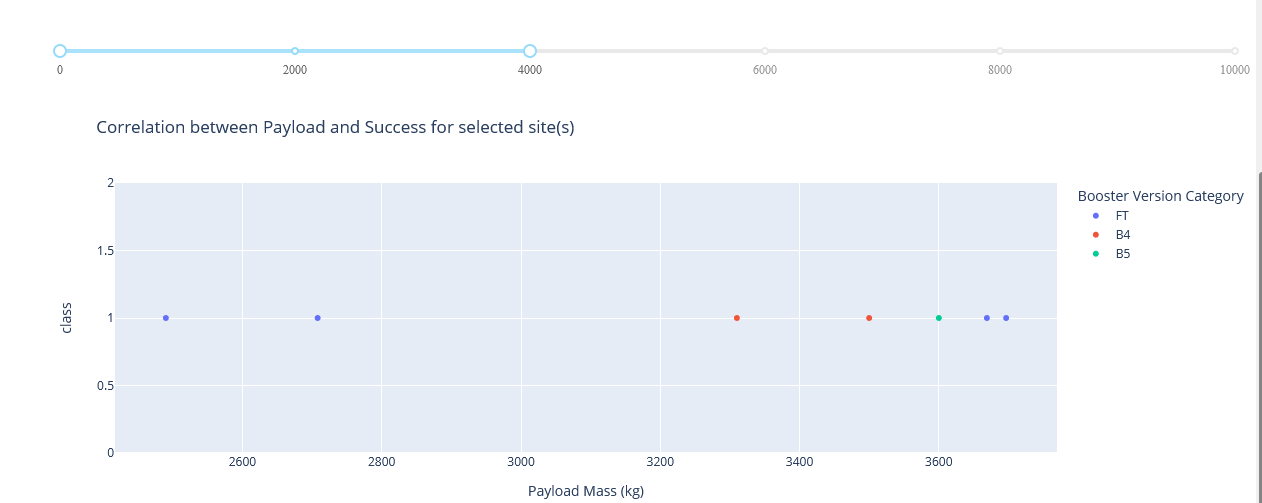 0 2000 4000 6000 8000 10000
Correlation between Payload and Success for selected site(s)
2
1.5
1
0.5
0
class
2600 2800 3000 3200 3400 3600
Payload Mass (kg)
Booster Version Category
FT
B4
B5